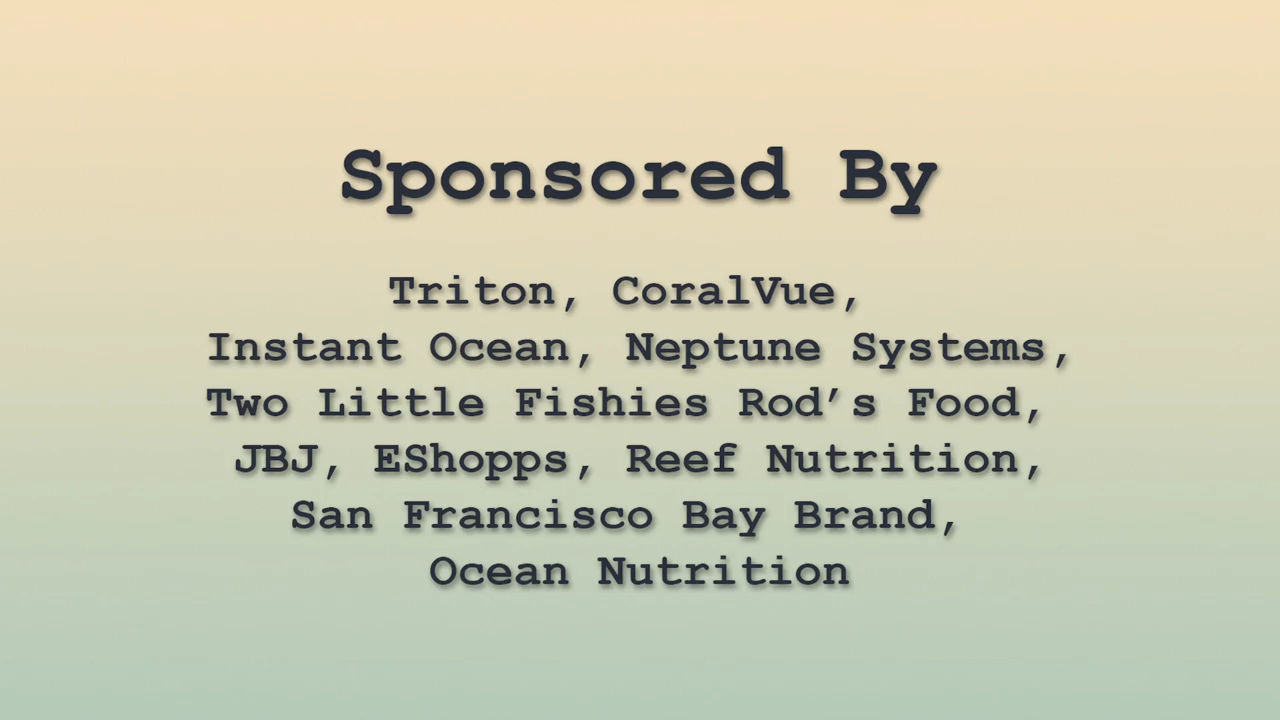 Sponsored By
Triton, CoralVue,
Instant Ocean, Neptune Systems,
Two Little Fishies Rod’s Food,
JBJ, EShopps, Reef Nutrition,
San Francisco Bay Brand,
Ocean Nutrition